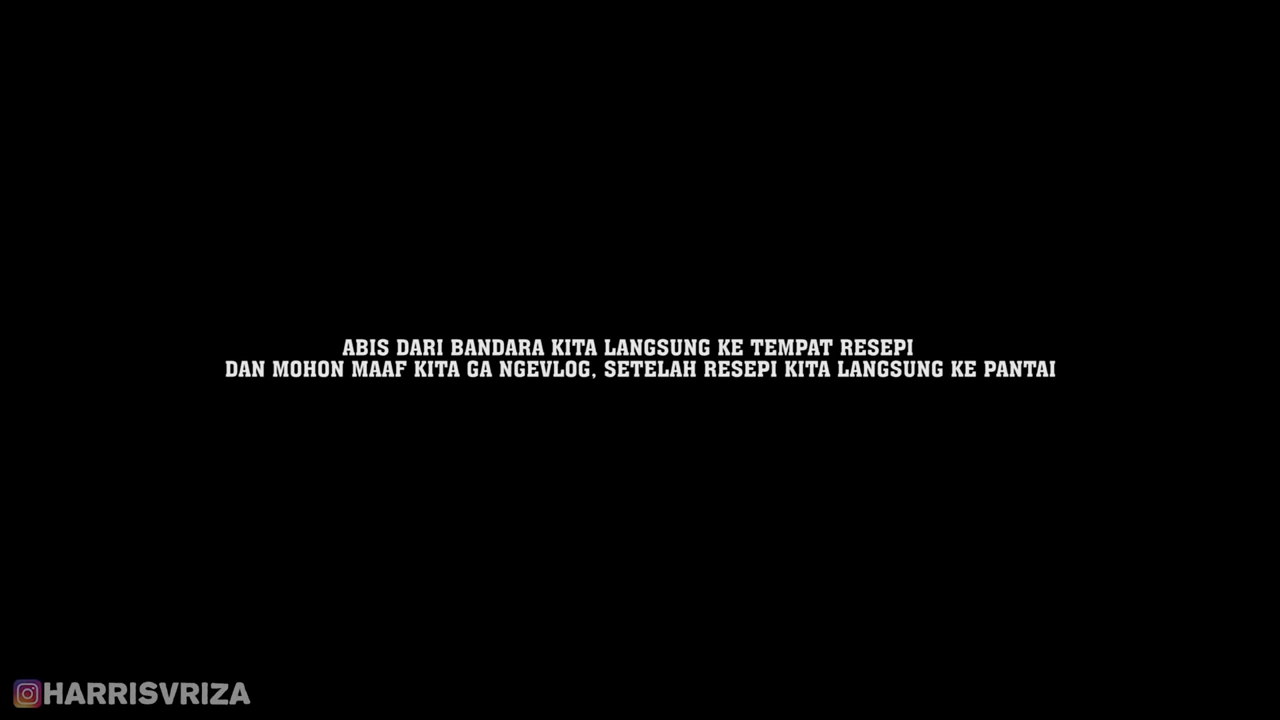 ABIS DARI BANDARA KITA LANGSUNG KE TEMPAT RESEPI
DAN MOHON MAAF KITA GA NGEVLOG, SETELAH RESEPI KITA LANGSUNG KE PANTAI
HARRISVRIZA